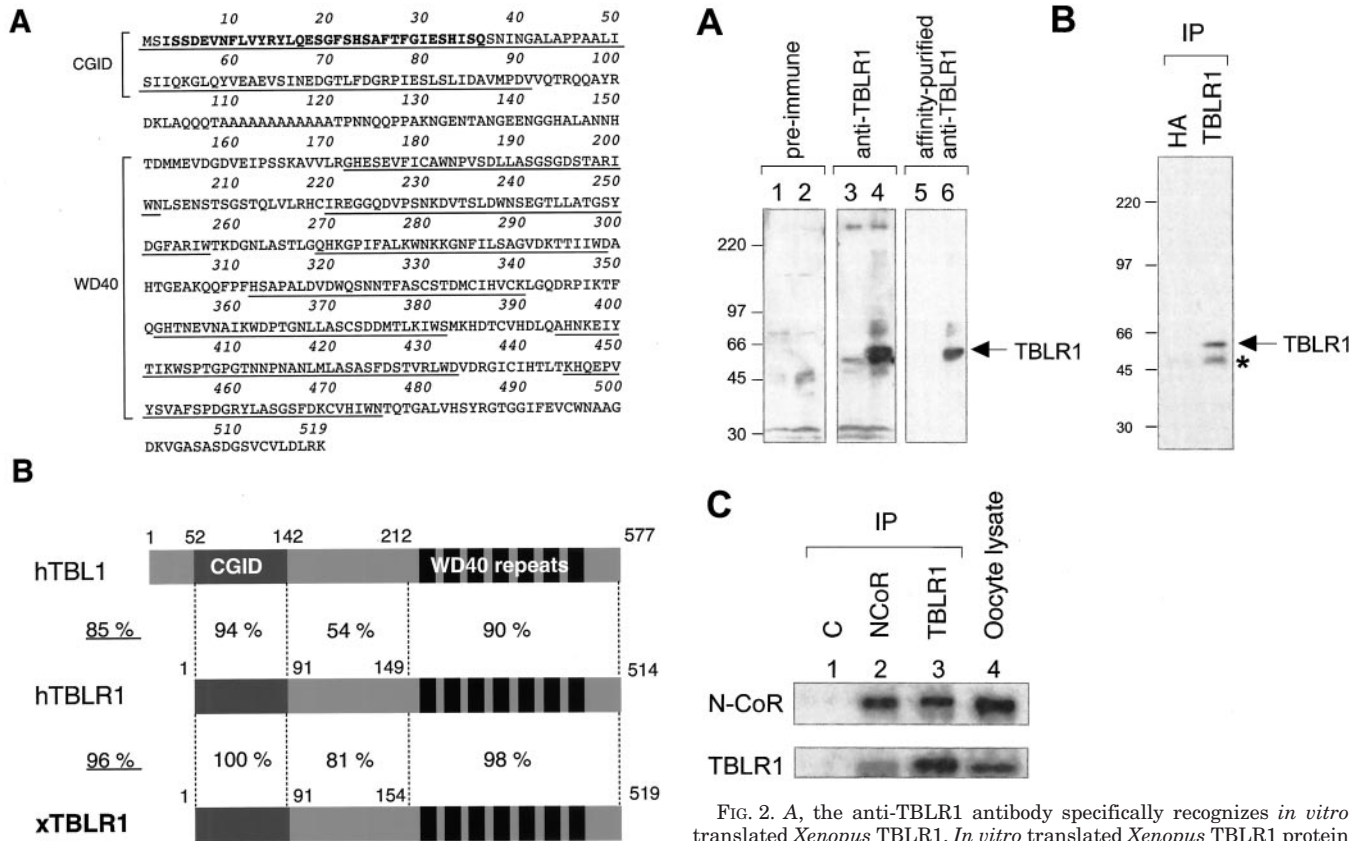 A
10 20 30 40 50
CGID
MSISSDEVNFLVYRYLQESGFSHSAFTFGIESHISQSNINGALAPPAALI
60 70 80 90 100
SIIQKGLQYVEAEVSINEDGTLFDGRPIESLSLIDAVMPDVVQTRQQAYR
110 120 130 140 150
DKLAQQQTAAAAAAAAAAAATPNNQQPPAKNGENTANGEENGGHALANNH
160 170 180 190 200
WD40
TDMMEVDGDVEIPSSKAVVLRGHESEVFICAWNPVSDLLASGSGDSTARI
210 220 230 240 250
WNLSENSTSGSTQLVLRHCIREGGQDVPSNKDVTSLDWNSEGTLLATGSY
260 270 280 290 300
DGFARIWTKDGNLASTLGQHKGPIFALKWNKKGNFILSAGVDKTTIIWDA
310 320 330 340 350
HTGEAKQQFPFHSAPALDVDWQSNNTFASCSTDMCIHVCKLGQDRPIKTF
360 370 380 390 400
QGHTNEVNAIKWDPTGNLLASCSDDMTLKIWSMKHDTCVHDLQAHNKEIY
410 420 430 440 450
TIKWSPTGPGTNNPNANLMLASASFDSTVRLWDVDRGICIHTLTKHQEPV
460 470 480 490 500
YSVAFSPDGRYLASGSFDKCVHIWNTQTGALVHSYRGTGGIFEVCWNAAG
510 519
DKVGASASDGSVCVLDLRK
B
1 52 142 212 577
hTBL1 CGID WD40 repeats
85 % 94 % 54 % 90 %
1 91 149 514
hTBLR1
96 % 100 % 81 % 98 %
1 91 154 519
xTBLR1
A
pre-immune
anti-TBLR1
affinity-purified
anti-TBLR1
1 2 3 4 5 6
220
97
66
45
30
TBLR1
B
IP
HA
TBLR1
220
97
66
45
30
TBLR1
*
C
IP
C
NCoR
TBLR1
Oocyte lysate
1 2 3 4
N-CoR
TBLR1
FIG. 2. A, the anti-TBLR1 antibody specifically recognizes in vitro
translated Xenopus TBLR1. In vitro translated Xenopus TBLR1 protein